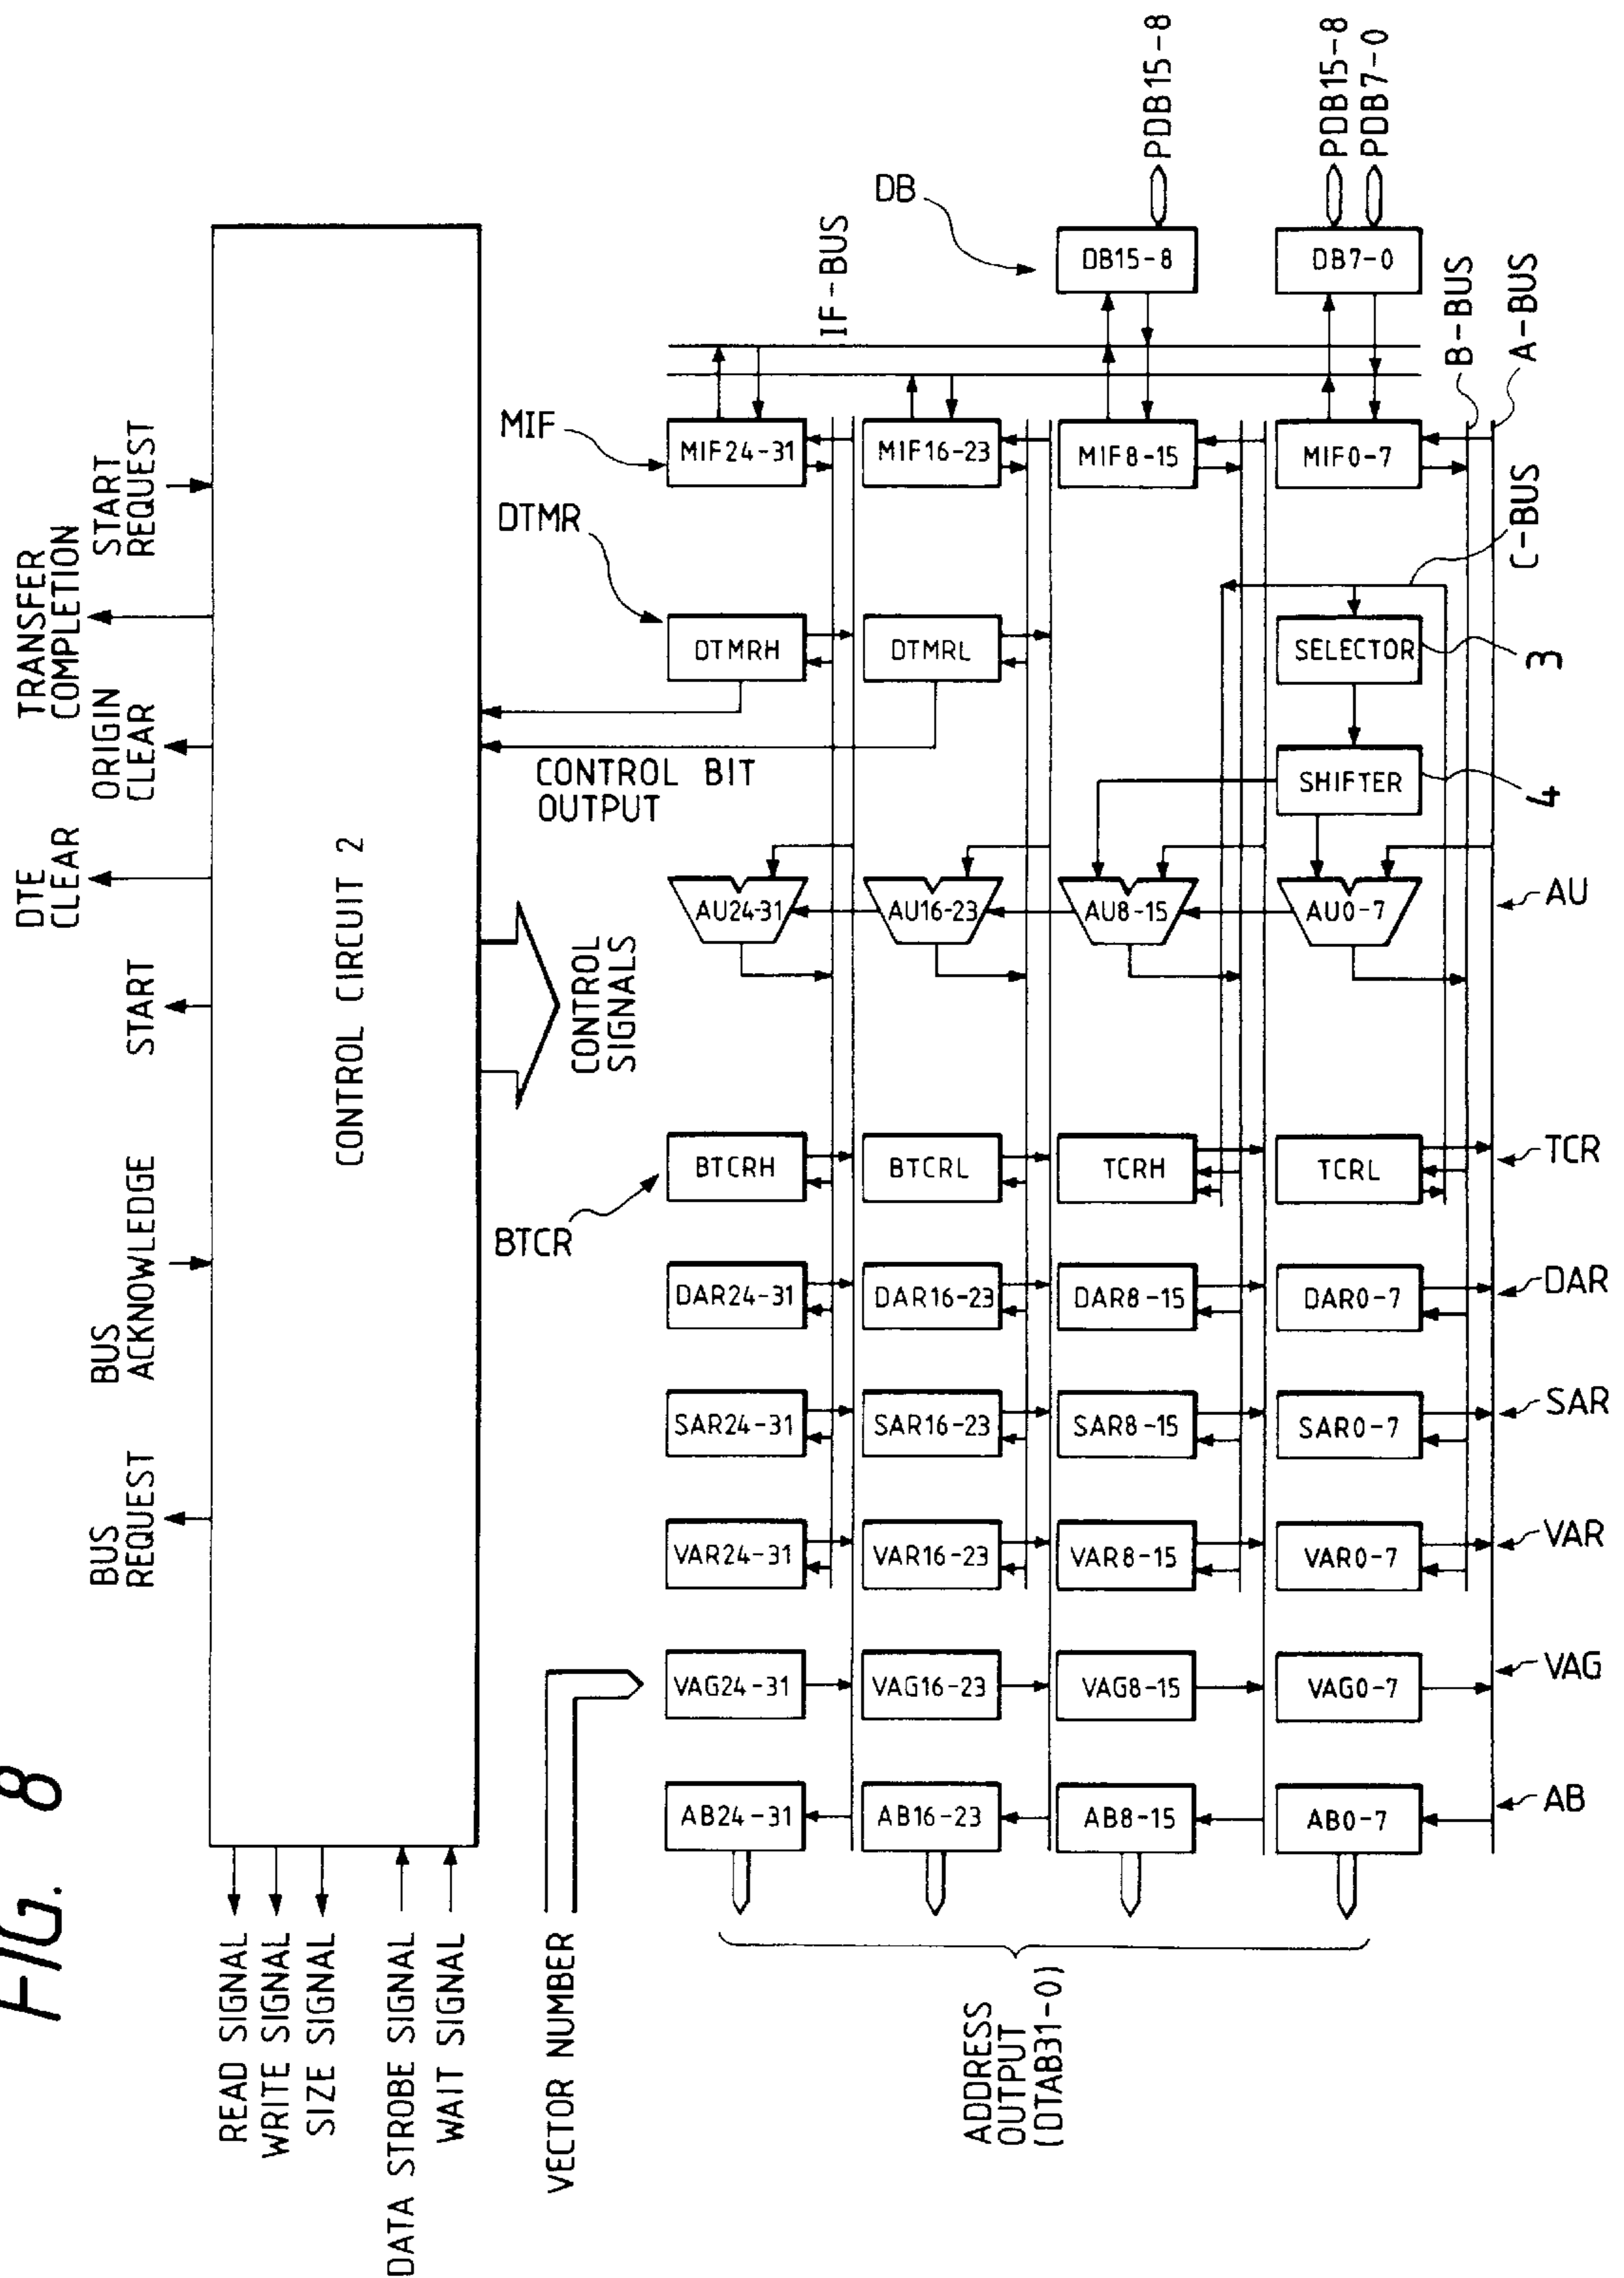 FIG. 8
READ SIGNAL
WRITE SIGNAL
SIZE SIGNAL
DATA STROBE SIGNAL
WAIT SIGNAL
BUS
REQUEST
BUS
ACKNOWLEDGE
START
DTE
CLEAR
ORIGIN
CLEAR
TRANSFER
COMPLETION
START
REQUEST
CONTROL CIRCUIT 2
CONTROL
SIGNALS
CONTROL BIT
OUTPUT
VECTOR NUMBER
BTCR
DTMR
MIF
IF-BUS
DB
AB24-31
VAG24-31
VAR24-31
SAR24-31
DAR24-31
BTCRH
AU24-31
DTMRH
MIF24-31
AB16-23
VAG16-23
VAR16-23
SAR16-23
DAR16-23
BTCRL
AU16-23
DTMRL
MIF16-23
AB8-15
VAG8-15
VAR8-15
SAR8-15
DAR8-15
TCRH
AU8-15
MIF8-15
DB15-8
PDB15-8
AB0-7
VAG0-7
VAR0-7
SAR0-7
DAR0-7
TCRL
AU0-7
SHIFTER
SELECTOR
MIF0-7
DB7-0
PDB15-8
PDB7-0
ADDRESS
OUTPUT
(DTAB31-0)
B-BUS
A-BUS
C-BUS
AB
VAG
VAR
SAR
DAR
TCR
AU
4
3